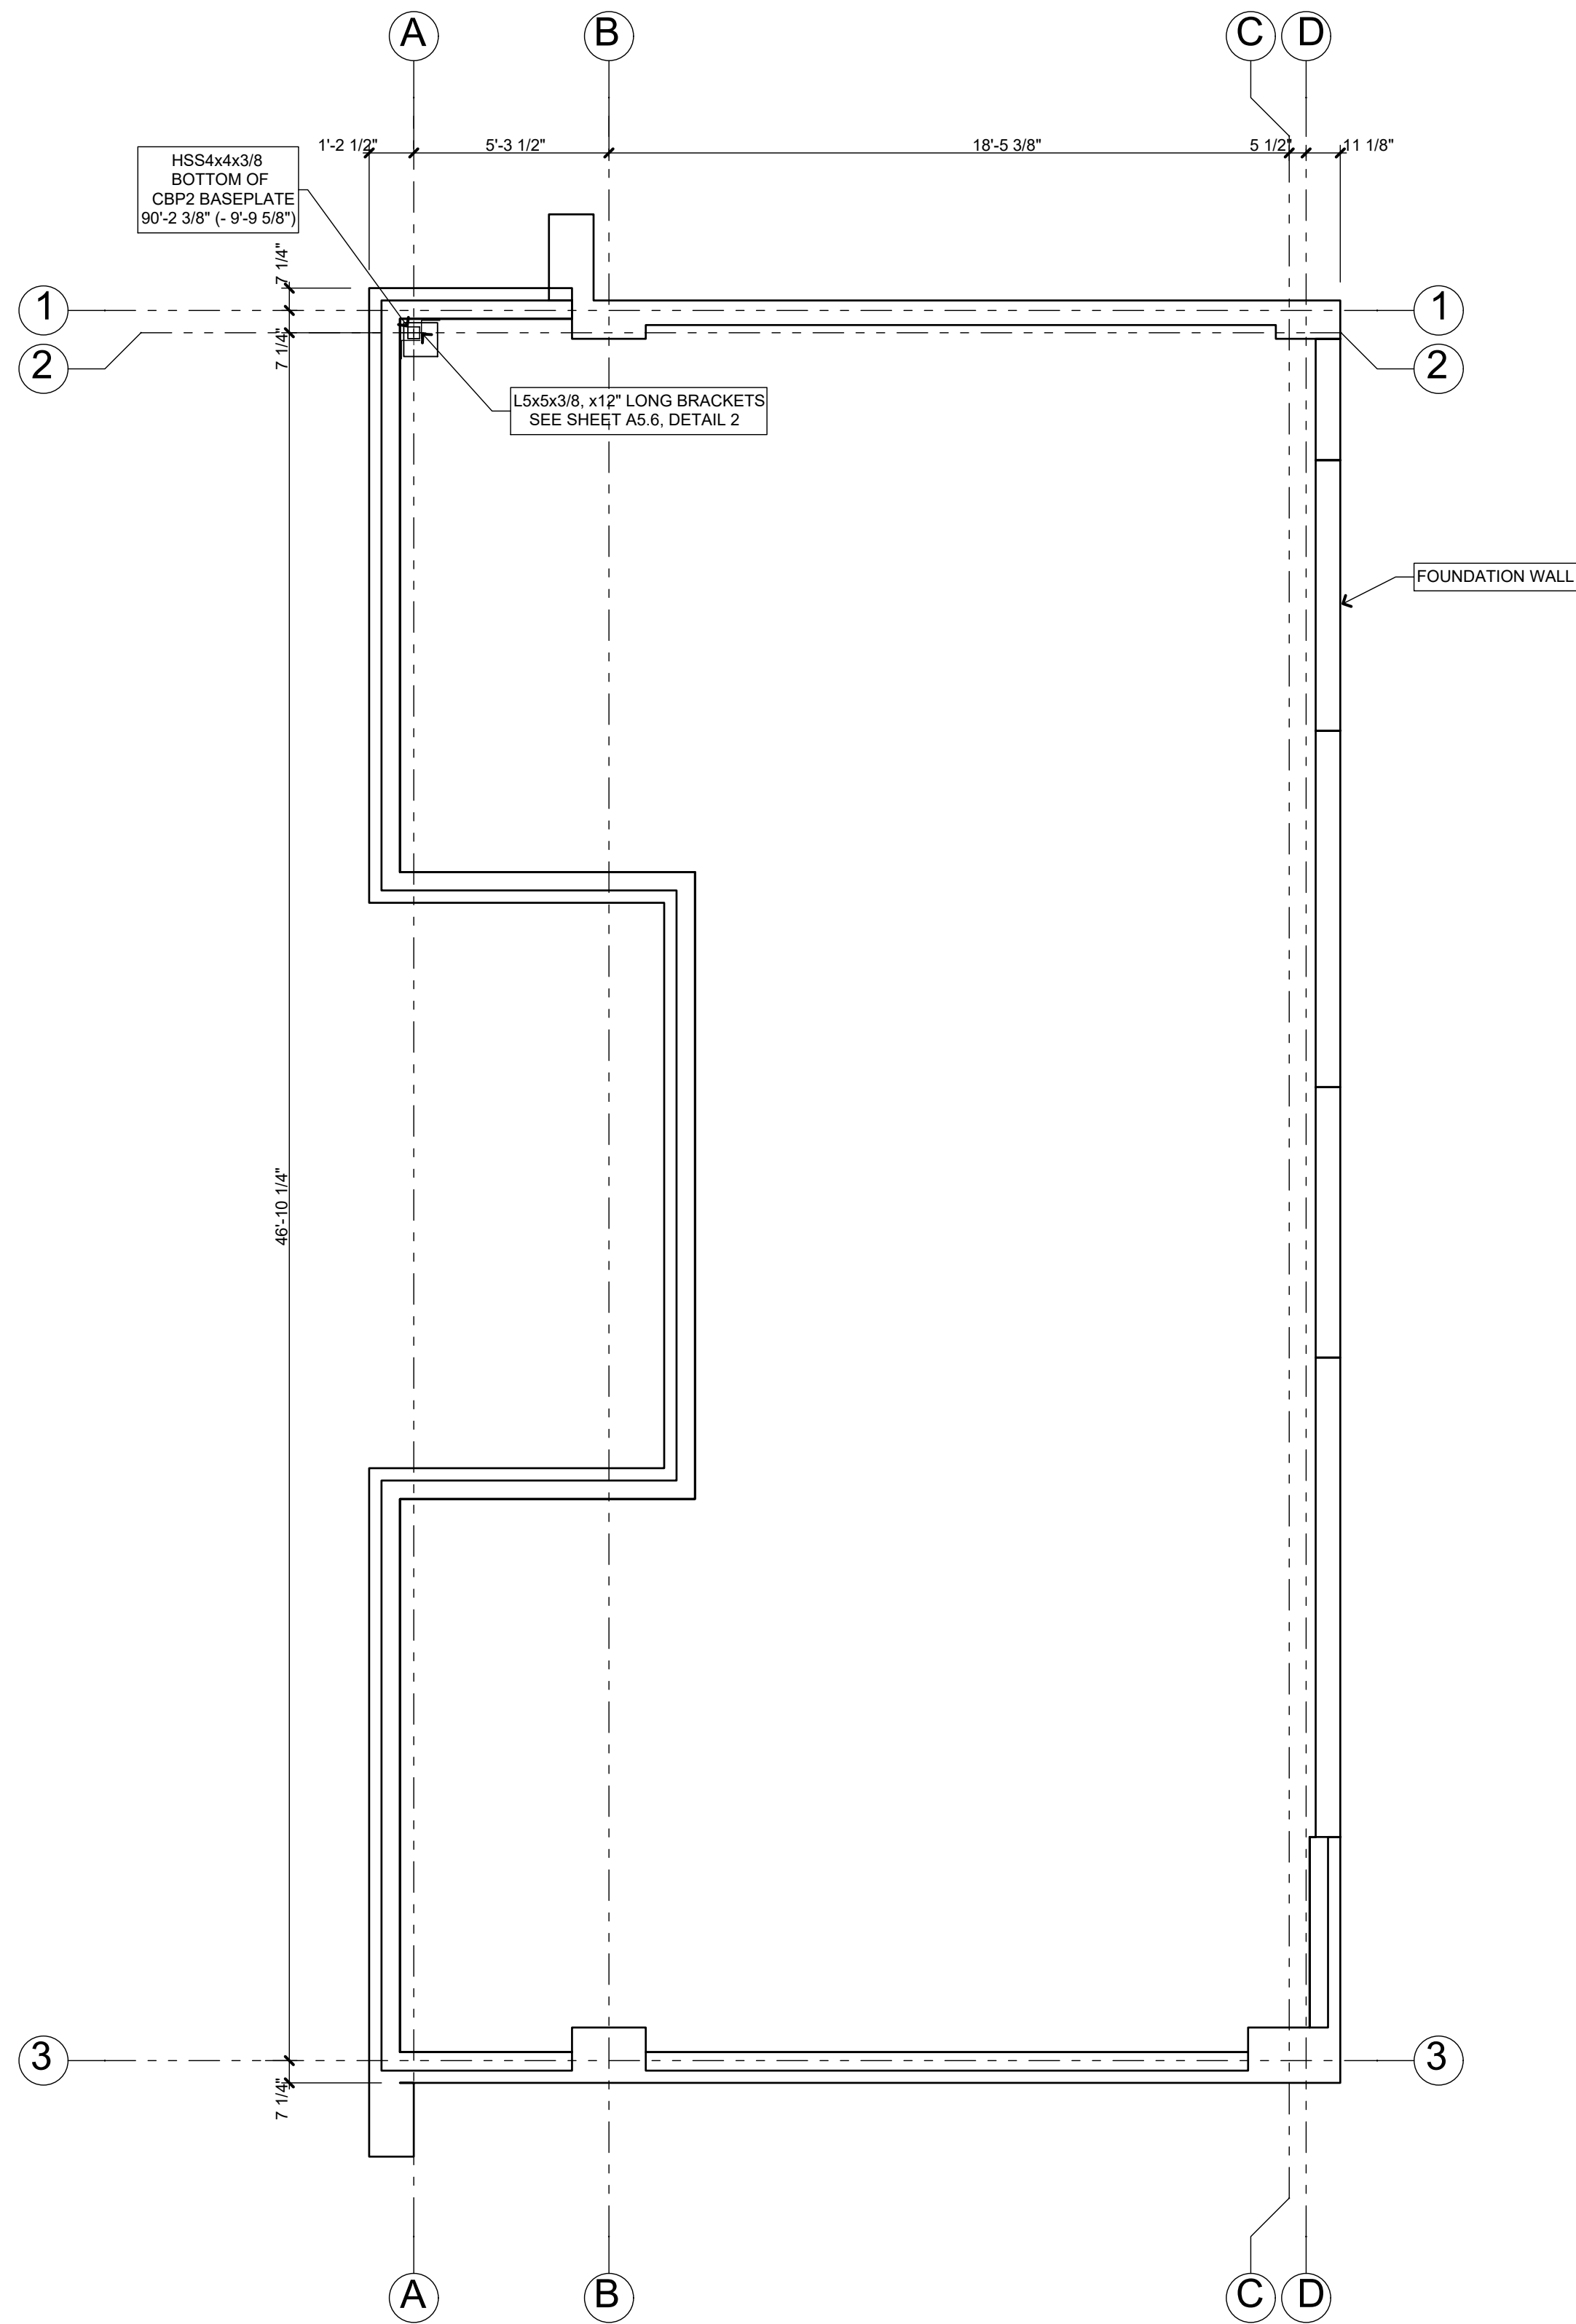 A
B
C
D
1'-2 1/2"
5'-3 1/2"
18'-5 3/8"
5 1/2"
11 1/8"
HSS4x4x3/8
BOTTOM OF
CBP2 BASEPLATE
90'-2 3/8" (- 9'-9 5/8")
7 1/4"
1
1
7 1/4"
2
2
L5x5x3/8, x12" LONG BRACKETS
SEE SHEET A5.6, DETAIL 2
FOUNDATION WALL
46'-10 1/4"
3
3
7 1/4"
A
B
C
D